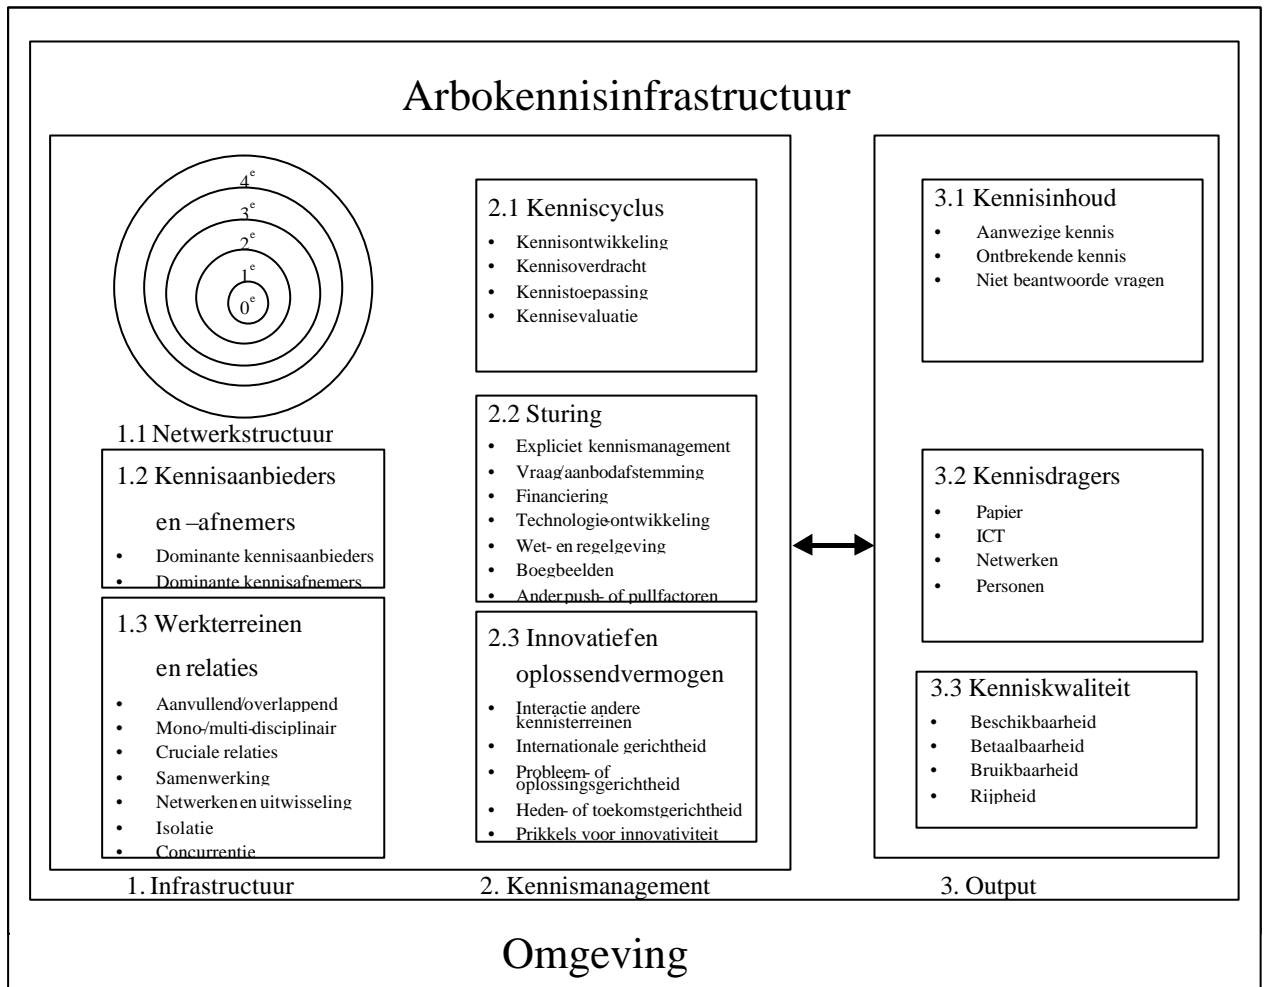 Arbokennisinfrastructuur
4e
3e
2e
1e
0e
1.1 Netwerkstructuur
1.2 Kennisaanbieders
en –afnemers
• Dominante kennisaanbieders
• Dominante kennisafnemers
1.3 Werkterreinen
en relaties
• Aanvullend/overlappend
• Mono-/multi-disciplinair
• Cruciale relaties
• Samenwerking
• Netwerken en uitwisseling
• Isolatie
• Concurrentie
1. Infrastructuur
2.1 Kenniscyclus
• Kennisontwikkeling
• Kennisoverdracht
• Kennistoepassing
• Kennisevaluatie
2.2 Sturing
• Expliciet kennismanagement
• Vraag/aanbodafstemming
• Financiering
• Technologie-ontwikkeling
• Wet- en regelgeving
• Boegbeelden
• Ander push- of pullfactoren
2.3 Innovatief en
oplossend vermogen
• Interactie andere
kennisterreinen
• Internationale gerichtheid
• Probleem- of
oplossingsgerichtheid
• Heden- of toekomstgerichtheid
• Prikkels voor innovativiteit
2. Kennismanagement
3.1 Kennisinhoud
• Aanwezige kennis
• Ontbrekende kennis
• Niet beantwoorde vragen
3.2 Kennisdragers
• Papier
• ICT
• Netwerken
• Personen
3.3 Kenniskwaliteit
• Beschikbaarheid
• Betaalbaarheid
• Bruikbaarheid
• Rijpheid
3. Output
Omgeving